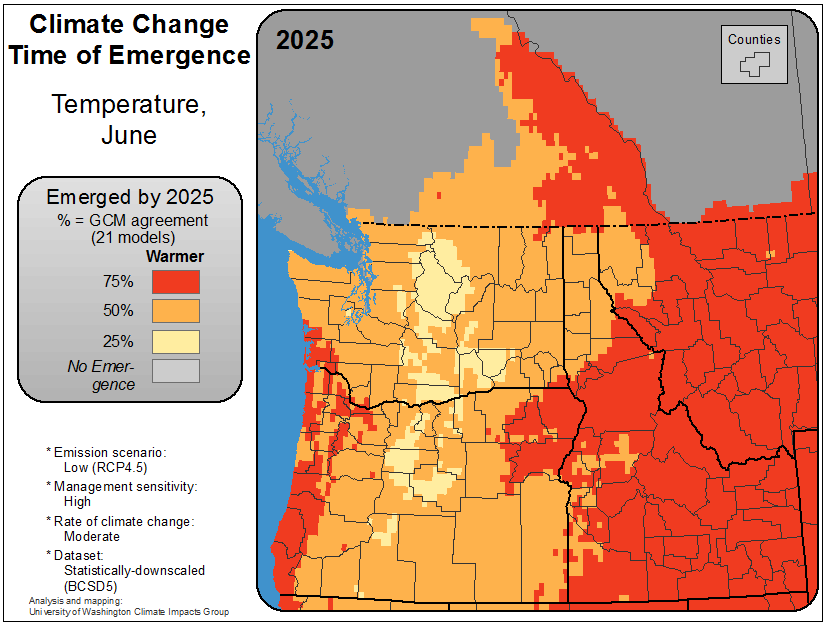 Climate Change
Time of Emergence
Temperature,
June
Emerged by 2025
% = GCM agreement
(21 models)
Warmer
75%
50%
25%
No Emer-
gence
* Emission scenario:
Low (RCP4.5)
* Management sensitivity:
High
* Rate of climate change:
Moderate
* Dataset:
Statistically-downscaled
(BCSD5)
Analysis and mapping:
University of Washington Climate Impacts Group
2025
Counties